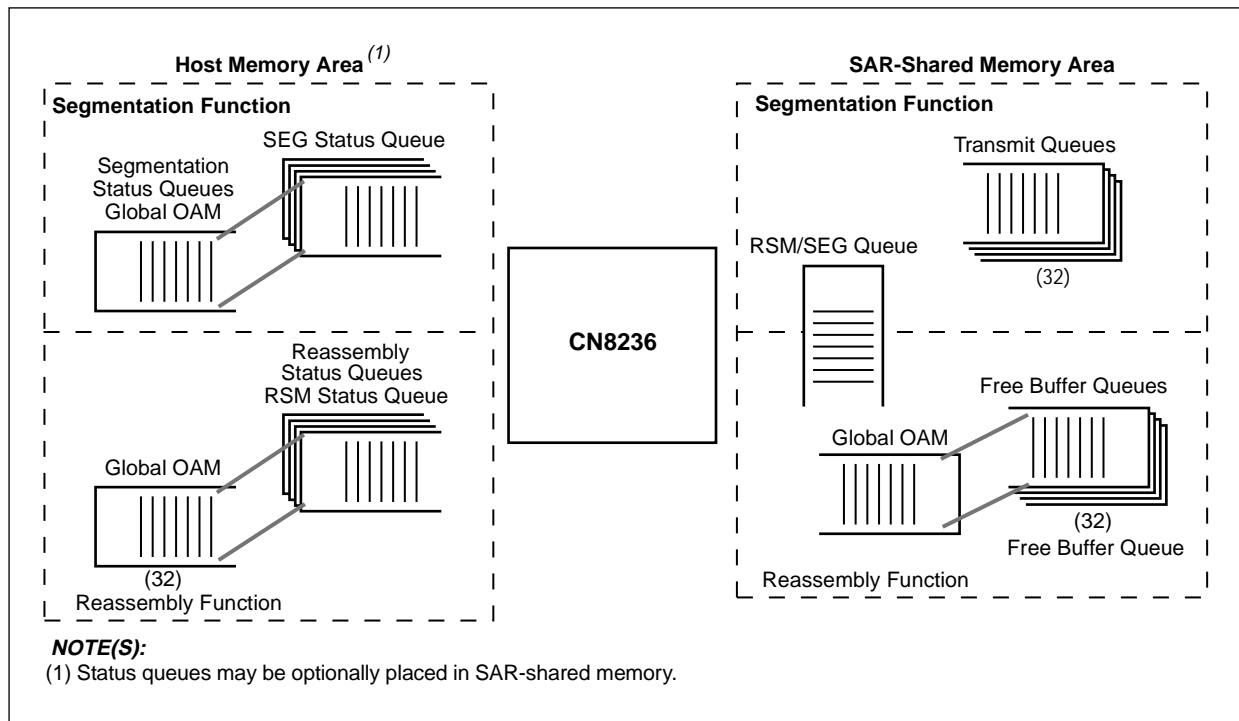 Host Memory Area (1)
Segmentation Function
SEG Status Queue
Segmentation
Status Queues
Global OAM
Reassembly
Status Queues
RSM Status Queue
Global OAM
(32)
Reassembly Function
CN8236
SAR-Shared Memory Area
Segmentation Function
Transmit Queues
(32)
RSM/SEG Queue
Free Buffer Queues
Global OAM
(32)
Free Buffer Queue
Reassembly Function
NOTE(S):
(1) Status queues may be optionally placed in SAR-shared memory.